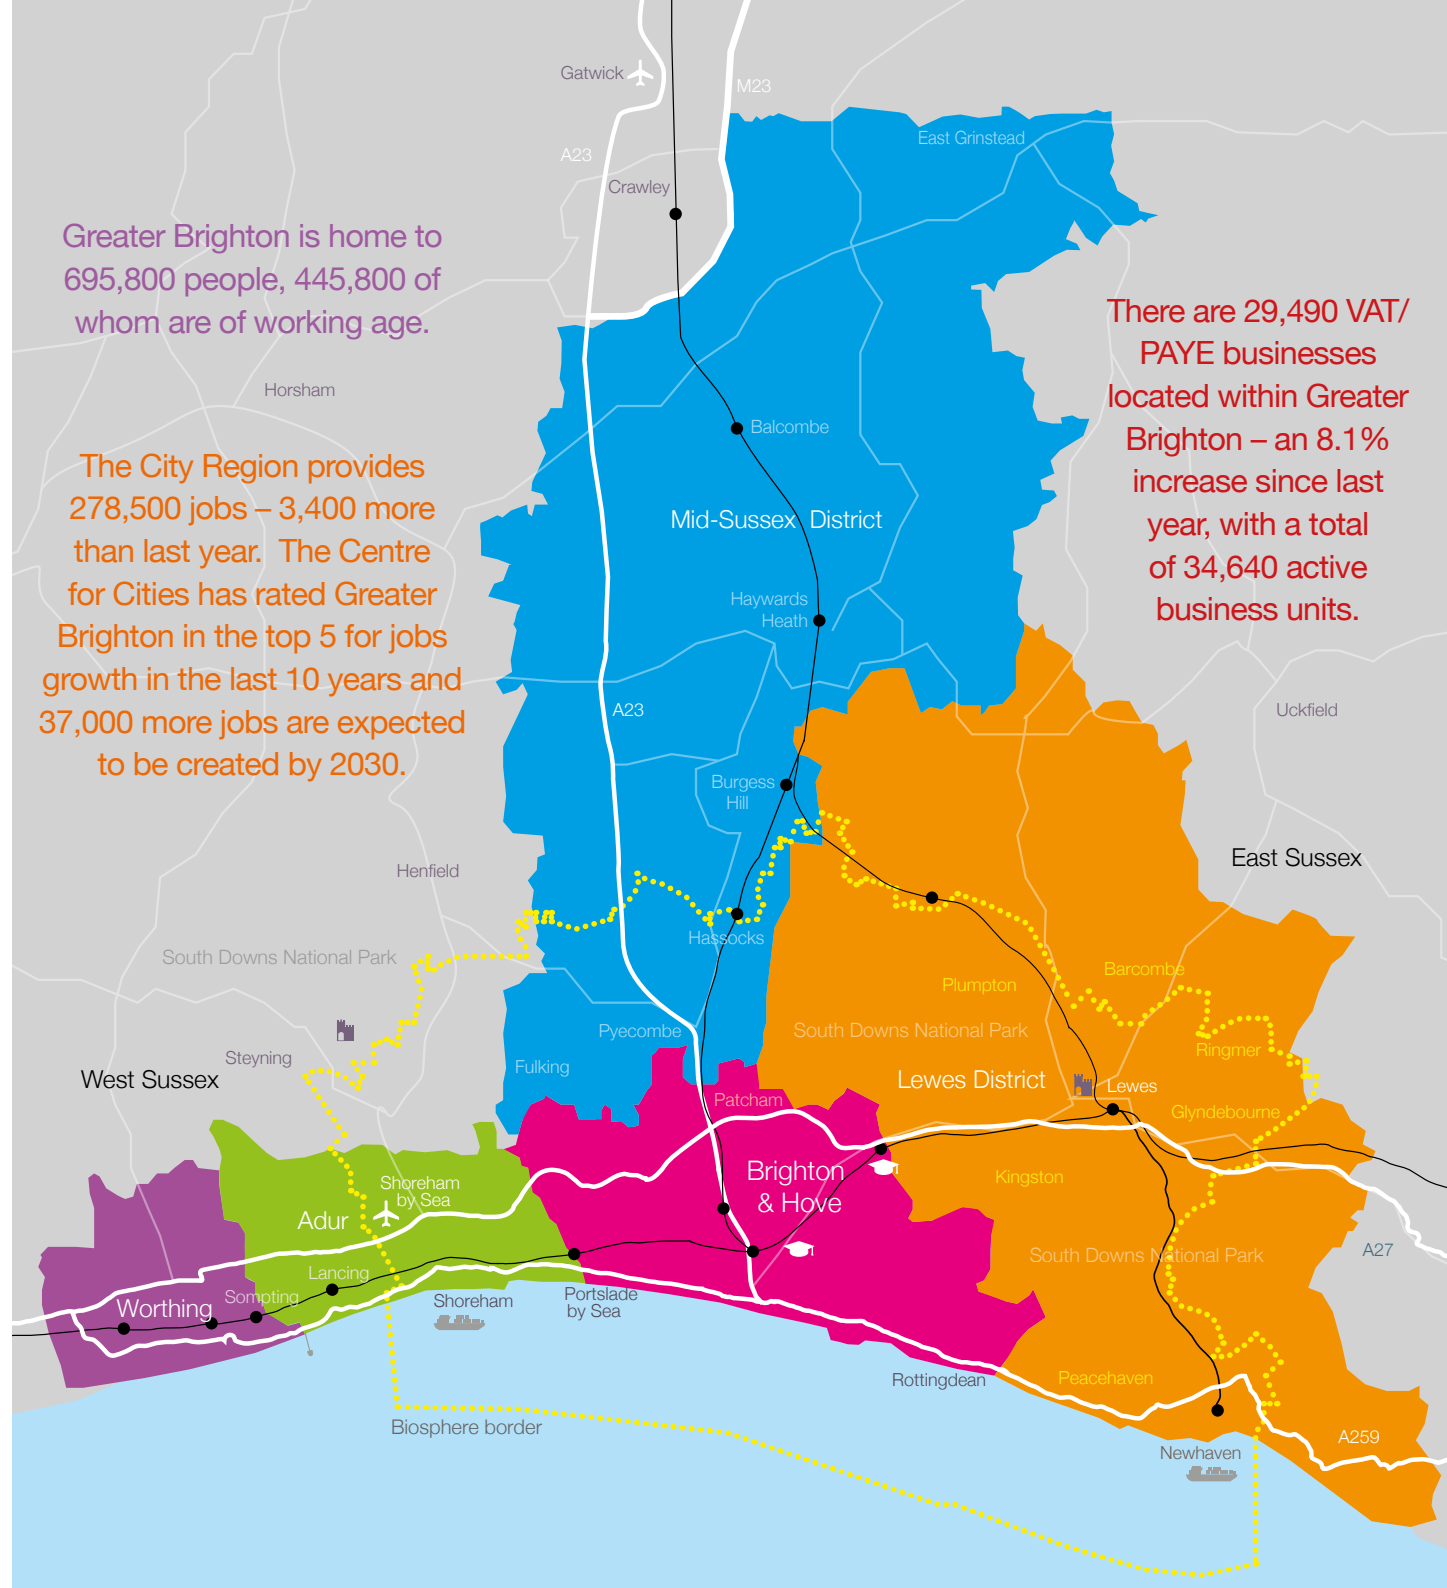 Gatwick
M23
East Grinstead
A23
Crawley
Greater Brighton is home to
695,800 people, 445,800 of
whom are of working age.
There are 29,490 VAT/
PAYE businesses
located within Greater
Brighton – an 8.1%
increase since last
year, with a total
of 34,640 active
business units.
Horsham
Balcombe
The City Region provides
278,500 jobs – 3,400 more
than last year.  The Centre
for Cities has rated Greater
Brighton in the top 5 for jobs
growth in the last 10 years and
37,000 more jobs are expected
to be created by 2030.
Mid-Sussex District
Haywards
Heath
A23
Uckfield
Burgess
Hill
East Sussex
Henfield
Hassocks
South Downs National Park
Barcombe
Plumpton
Pyecombe
South Downs National Park
Ringmer
Steyning
Fulking
West Sussex
Lewes District
Lewes
Patcham
Glyndebourne
Brighton
& Hove
Kingston
Shoreham
by Sea
Adur
South Downs National Park
A27
Lancing
Sompting
Worthing
Shoreham
Portslade
by Sea
Rottingdean
Peacehaven
Biosphere border
A259
Newhaven